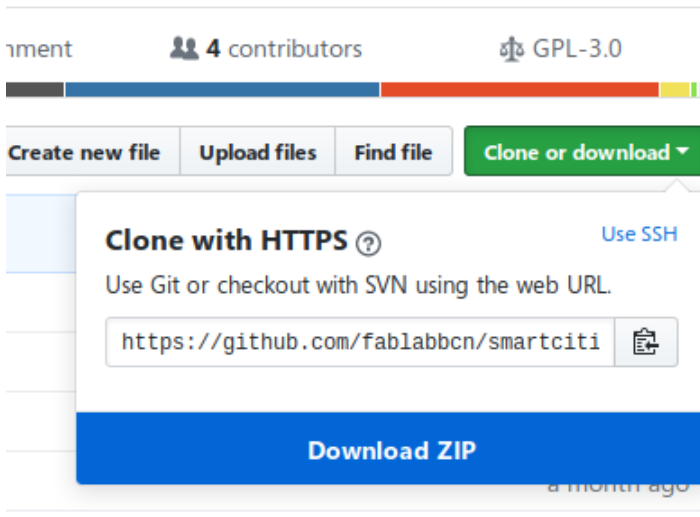 4 contributors
GPL-3.0
Create new file
Upload files
Find file
Clone or download
Clone with HTTPS
Use SSH
Use Git or checkout with SVN using the web URL.
https://github.com/fablabbcn/smartciti
Download ZIP
a month ago